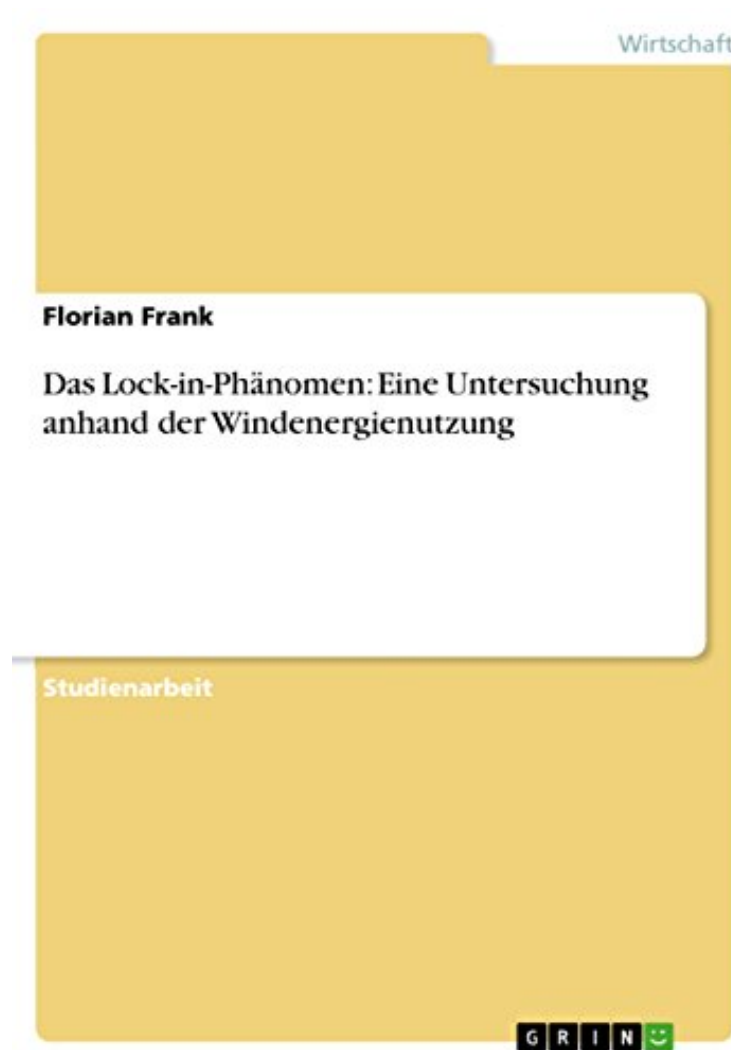 Wirtschaft
Florian Frank
Das Lock-in-Phänomen: Eine Untersuchung
anhand der Windenergienutzung
Studienarbeit
GRIN